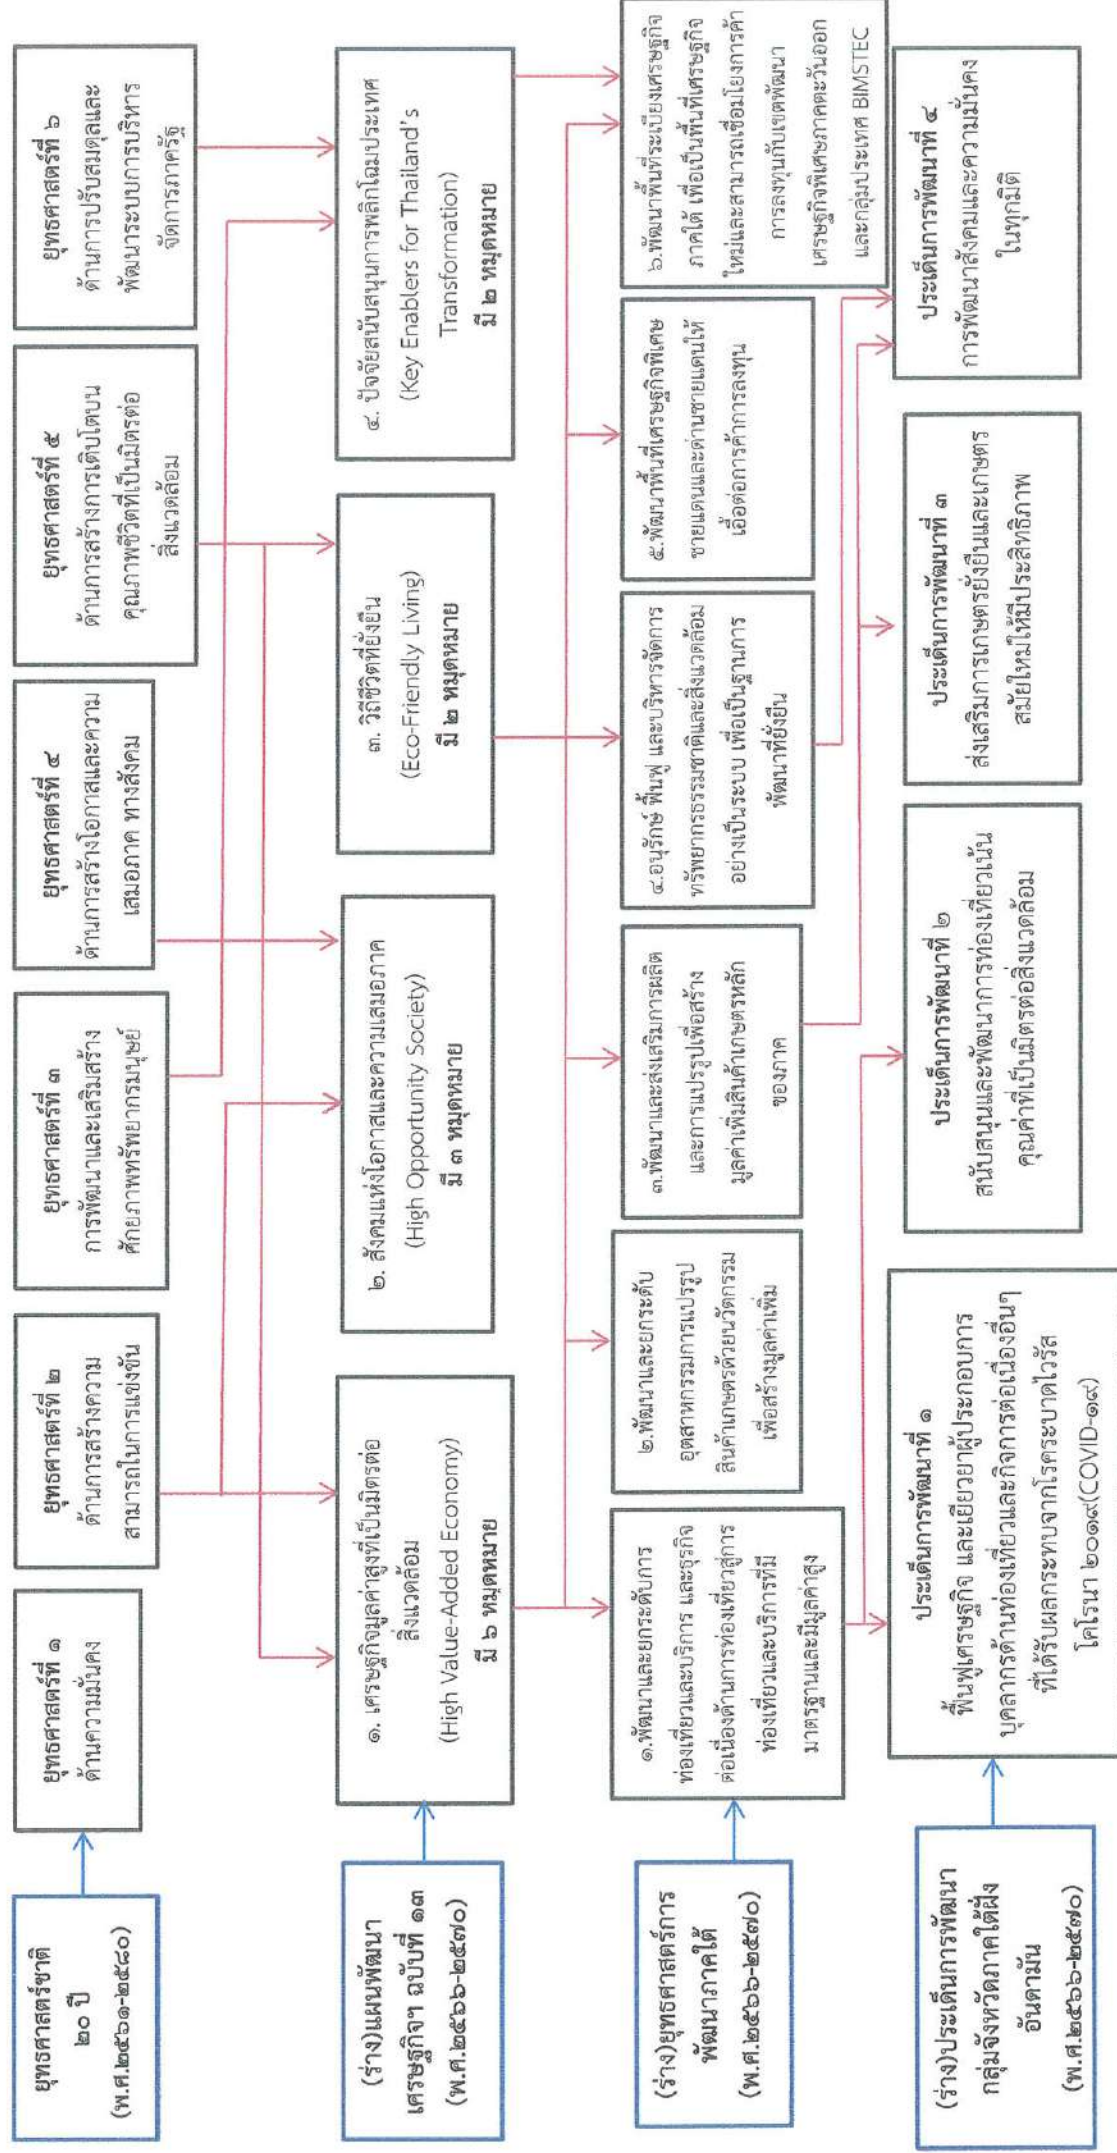 ยุทธศาสตร์ชาติ
๒๐ ปี
(พ.ศ.๒๕๖๑-๒๕๘๐)
ยุทธศาสตร์ที่ ๑
ด้านความมั่นคง
ยุทธศาสตร์ที่ ๒
ด้านการสร้างความ
สามารถในการแข่งขัน
ยุทธศาสตร์ที่ ๓
การพัฒนาและเสริมสร้าง
ศักยภาพทรัพยากรมนุษย์
ยุทธศาสตร์ที่ ๔
ด้านการสร้างโอกาสและความ
เสมอภาค ทางสังคม
ยุทธศาสตร์ที่ ๕
ด้านการสร้างการเติบโตบน
คุณภาพชีวิตที่เป็นมิตรต่อ
สิ่งแวดล้อม
ยุทธศาสตร์ที่ ๖
ด้านการปรับสมดุลและ
พัฒนาระบบการบริหาร
จัดการภาครัฐ
(ร่าง)แผนพัฒนา
เศรษฐกิจฯ ฉบับที่ ๑๓
(พ.ศ.๒๕๖๖-๒๕๗๐)
๑. เศรษฐกิจมูลค่าสูงที่เป็นมิตรต่อ
สิ่งแวดล้อม
(High Value-Added Economy)
มี ๖ หมุดหมาย
๒. สังคมแห่งโอกาสและความเสมอภาค
(High Opportunity Society)
มี ๓ หมุดหมาย
๓. วิถีชีวิตที่ยั่งยืน
(Eco-Friendly Living)
มี ๒ หมุดหมาย
๔. ปัจจัยสนับสนุนการพลิกโฉมประเทศ
(Key Enablers for Thailand's
Transformation)
มี ๒ หมุดหมาย
(ร่าง)ยุทธศาสตร์การ
พัฒนาภาคใต้
(พ.ศ.๒๕๖๖-๒๕๗๐)
๑.พัฒนาและยกระดับการ
ท่องเที่ยวและบริการ และธุรกิจ
ต่อเนื่องด้านการท่องเที่ยวสู่การ
ท่องเที่ยวและบริการที่มี
มาตรฐานและมีมูลค่าสูง
๒.พัฒนาและยกระดับ
อุตสาหกรรมการแปรรูป
สินค้าเกษตรด้วยนวัตกรรม
เพื่อสร้างมูลค่าเพิ่ม
๓.พัฒนาและส่งเสริมการผลิต
และการแปรรูปเพื่อสร้าง
มูลค่าเพิ่มสินค้าเกษตรหลัก
ของภาค
๔.อนุรักษ์ ฟื้นฟู และบริหารจัดการ
ทรัพยากรธรรมชาติและสิ่งแวดล้อม
อย่างเป็นระบบ เพื่อเป็นฐานการ
พัฒนาที่ยั่งยืน
๕.พัฒนาพื้นที่เศรษฐกิจพิเศษ
ชายแดนและด่านชายแดนให้
เอื้อต่อการค้าการลงทุน
๖.พัฒนาพื้นที่ระเบียงเศรษฐกิจ
ภาคใต้ เพื่อเป็นพื้นที่เศรษฐกิจ
ใหม่และสามารถเชื่อมโยงการค้า
การลงทุนกับเขตพัฒนา
เศรษฐกิจพิเศษภาคตะวันออก
และกลุ่มประเทศ BIMSTEC
(ร่าง)ประเด็นการพัฒนา
กลุ่มจังหวัดภาคใต้ฝั่ง
อันดามัน
(พ.ศ.๒๕๖๖-๒๕๗๐)
ประเด็นการพัฒนาที่ ๑
ฟื้นฟูเศรษฐกิจ และเยียวยาผู้ประกอบการ
บุคลากรด้านท่องเที่ยวและกิจการต่อเนื่องอื่นๆ
ที่ได้รับผลกระทบจากโรคระบาดไวรัส
โคโรนา ๒๐๑๙(COVID-๑๙)
ประเด็นการพัฒนาที่ ๒
สนับสนุนและพัฒนาการท่องเที่ยวเน้น
คุณค่าที่เป็นมิตรต่อสิ่งแวดล้อม
ประเด็นการพัฒนาที่ ๓
ส่งเสริมการเกษตรยั่งยืนและเกษตร
สมัยใหม่ให้มีประสิทธิภาพ
ประเด็นการพัฒนาที่ ๔
การพัฒนาสังคมและความมั่นคง
ในทุกมิติ